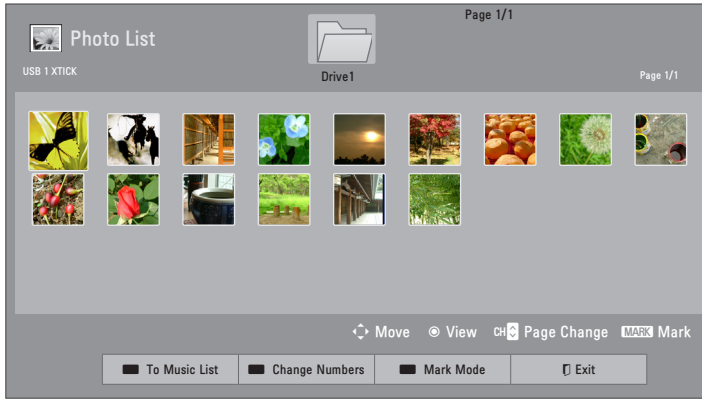 Page 1/1
Photo List
USB 1 XTICK
Drive1
Page 1/1
Move View CH Page Change MARK Mark
To Music List Change Numbers Mark Mode Exit